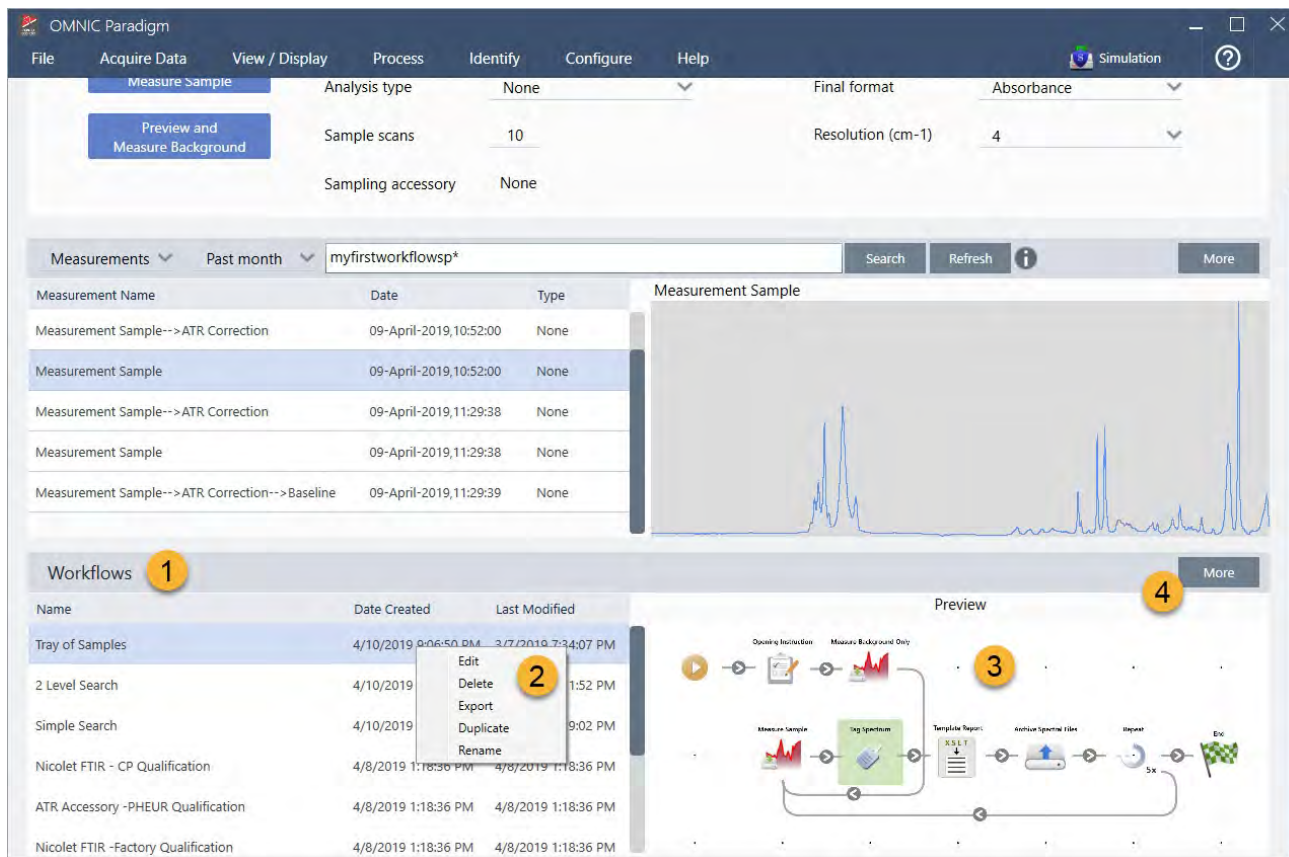 OMNIC Paradigm
File Acquire Data View / Display Process Identify Configure Help Simulation
Measure Sample Analysis type None Final format Absorbance
Preview and
Measure Background Sample scans 10 Resolution (cm-1) 4
Sampling accessory None
Measurements Past month myfirstworkflowsp* Search Refresh More
Measurement Name Date Type Measurement Sample
Measurement Sample-->ATR Correction 09-April-2019,10:52:00 None
Measurement Sample 09-April-2019,10:52:00 None
Measurement Sample-->ATR Correction 09-April-2019,11:29:38 None
Measurement Sample 09-April-2019,11:29:38 None
Measurement Sample-->ATR Correction-->Baseline 09-April-2019,11:29:39 None
Workflows 1 4 More
Name Date Created Last Modified Preview
Tray of Samples 4/10/2019 9:06:50 PM 3/7/2019 7:34:07 PM
Edit
Delete
Export
Duplicate
Rename
2
2 Level Search 4/10/2019 1:52 PM
Simple Search 4/10/2019 9:02 PM
Nicolet FTIR - CP Qualification 4/8/2019 1:18:36 PM 4/8/2019 1:18:36 PM
ATR Accessory -PHEUR Qualification 4/8/2019 1:18:36 PM 4/8/2019 1:18:36 PM
Nicolet FTIR -Factory Qualification 4/8/2019 1:18:36 PM 4/8/2019 1:18:36 PM
Opening Instruction Measure Background Only
3
Measure Sample Tag Spectrum Template Report Archive Spectral Files Repeat End
XSLT
5x